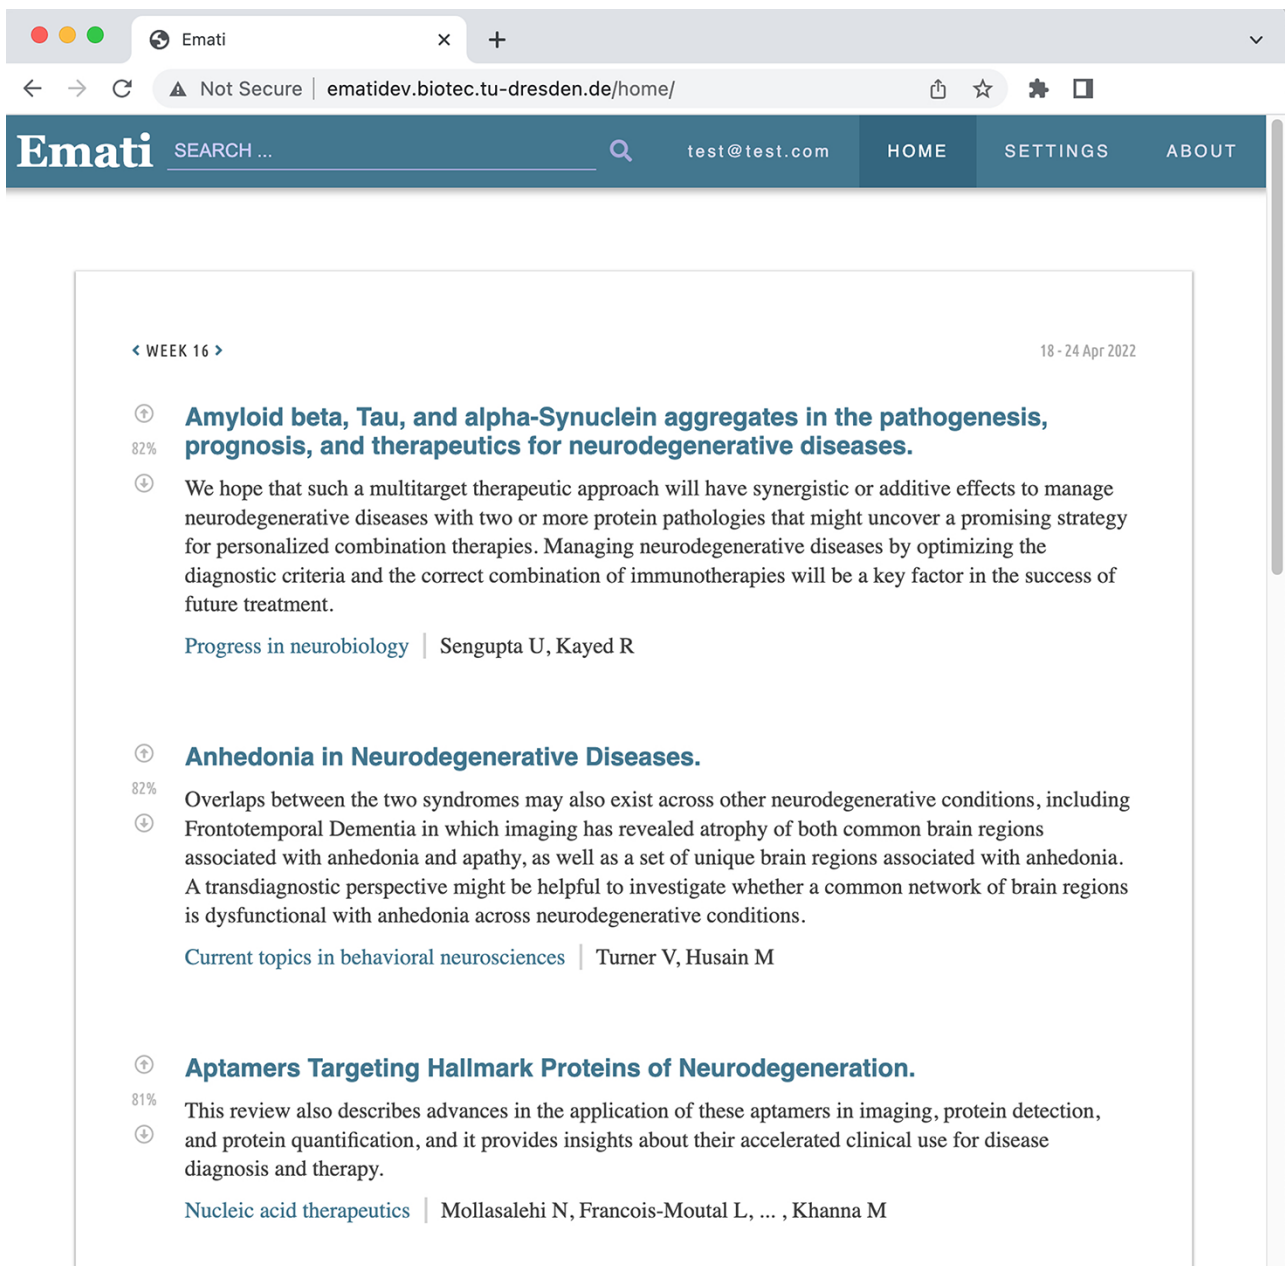 Emati
Not Secure ematidev.biotec.tu-dresden.de/home/
Emati SEARCH ... test@test.com HOME SETTINGS ABOUT
< WEEK 16 > 18 - 24 Apr 2022
Amyloid beta, Tau, and alpha-Synuclein aggregates in the pathogenesis,
82% prognosis, and therapeutics for neurodegenerative diseases.
We hope that such a multitarget therapeutic approach will have synergistic or additive effects to manage
neurodegenerative diseases with two or more protein pathologies that might uncover a promising strategy
for personalized combination therapies. Managing neurodegenerative diseases by optimizing the
diagnostic criteria and the correct combination of immunotherapies will be a key factor in the success of
future treatment.
Progress in neurobiology | Sengupta U, Kayed R
Anhedonia in Neurodegenerative Diseases.
82%
Overlaps between the two syndromes may also exist across other neurodegenerative conditions, including
Frontotemporal Dementia in which imaging has revealed atrophy of both common brain regions
associated with anhedonia and apathy, as well as a set of unique brain regions associated with anhedonia.
A transdiagnostic perspective might be helpful to investigate whether a common network of brain regions
is dysfunctional with anhedonia across neurodegenerative conditions.
Current topics in behavioral neurosciences | Turner V, Husain M
Aptamers Targeting Hallmark Proteins of Neurodegeneration.
81%
This review also describes advances in the application of these aptamers in imaging, protein detection,
and protein quantification, and it provides insights about their accelerated clinical use for disease
diagnosis and therapy.
Nucleic acid therapeutics | Mollasalehi N, Francois-Moutal L, ... , Khanna M